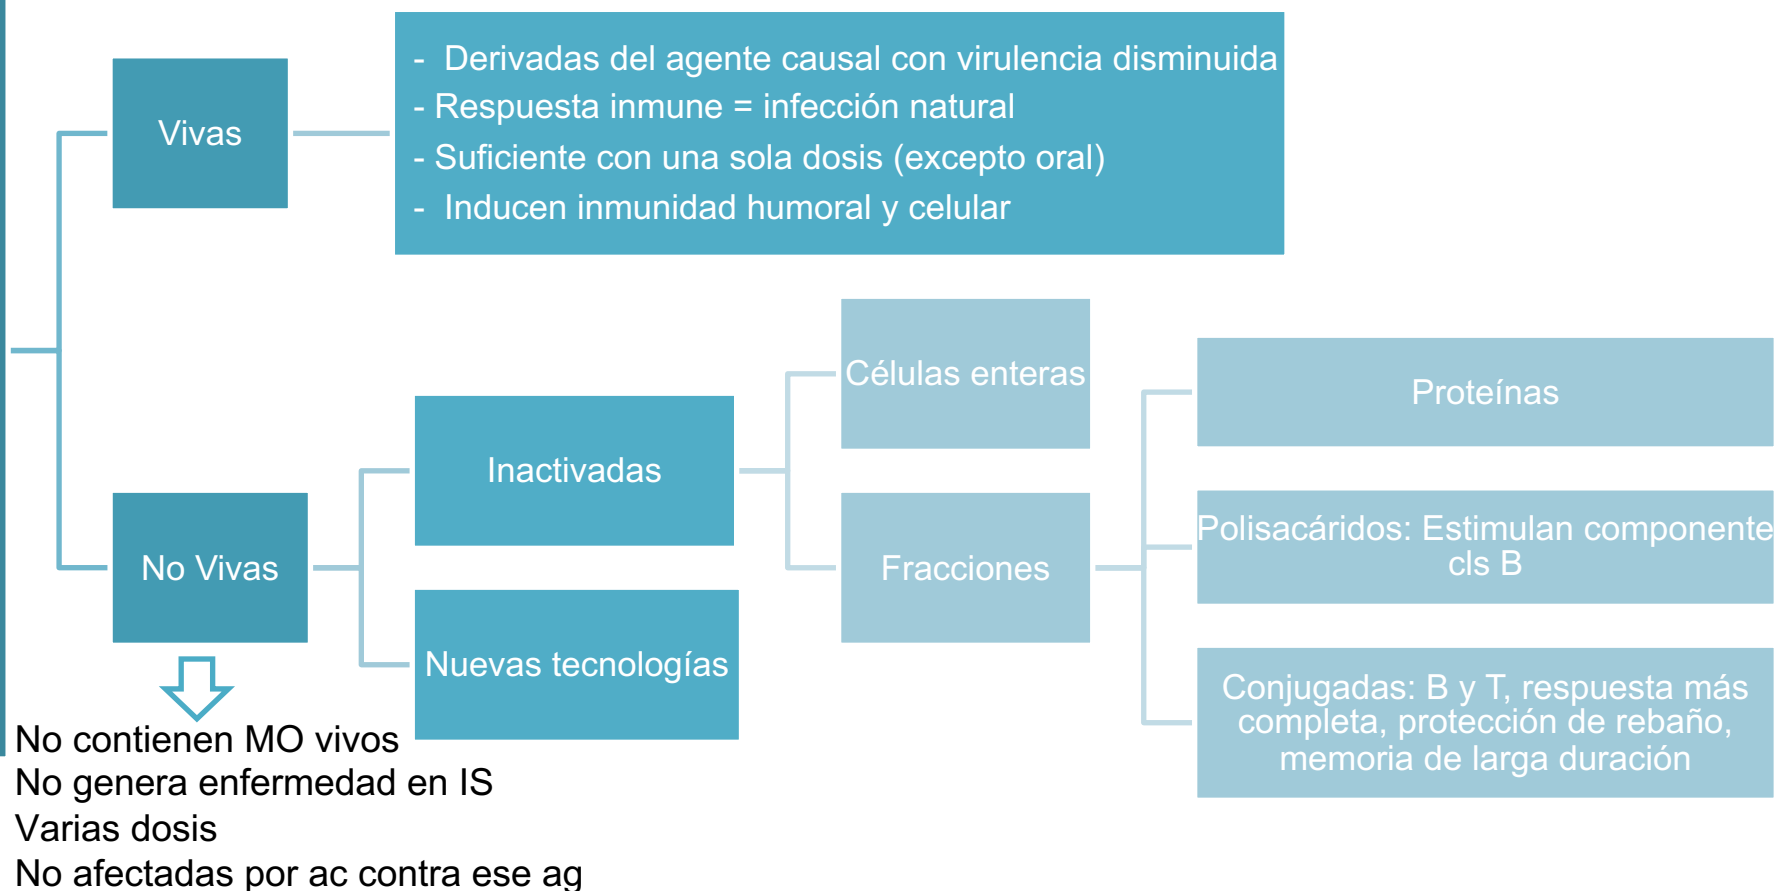 Vivas
- Derivadas del agente causal con virulencia disminuida
- Respuesta inmune = infección natural
- Suficiente con una sola dosis (excepto oral)
- Inducen inmunidad humoral y celular
No Vivas
Inactivadas
Nuevas tecnologías
Células enteras
Fracciones
Proteínas
Polisacáridos: Estimulan componente
cls B
Conjugadas: B y T, respuesta más
completa, protección de rebaño,
memoria de larga duración
No contienen MO vivos
No genera enfermedad en IS
Varias dosis
No afectadas por ac contra ese ag